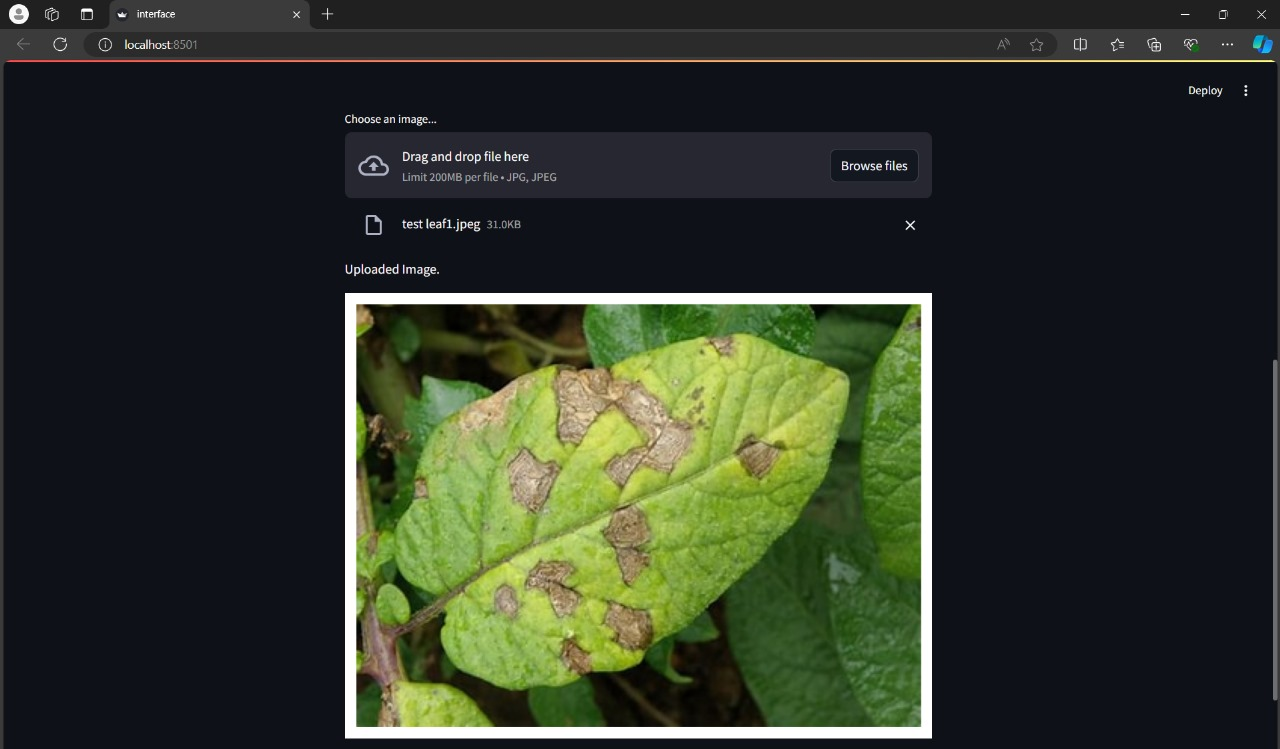 interface
localhost:8501
Deploy
Choose an image...
Drag and drop file here
Limit 200MB per file • JPG, JPEG
Browse files
test leaf1.jpeg 31.0KB
Uploaded Image.